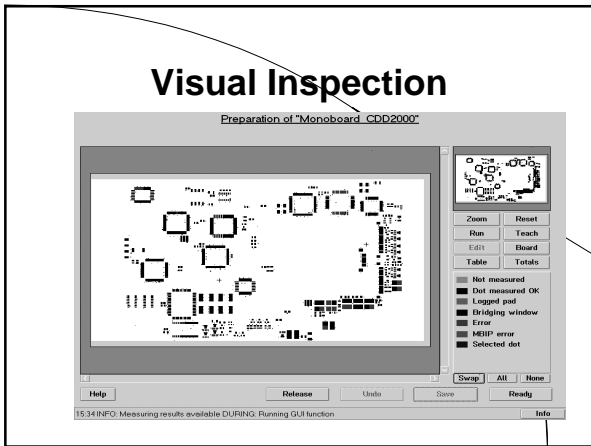 Visual Inspection
Preparation of "Monoboard CDD2000"
Zoom Reset
Run Teach
Edit Board
Table Totals
Not measured
Dot measured OK
Logged pad
Bridging window
Error
MBIP error
Selected dot
Swap All None
Help Release Undo Save Ready
15:34 INFO: Measuring results available DURING: Running GUI function Info